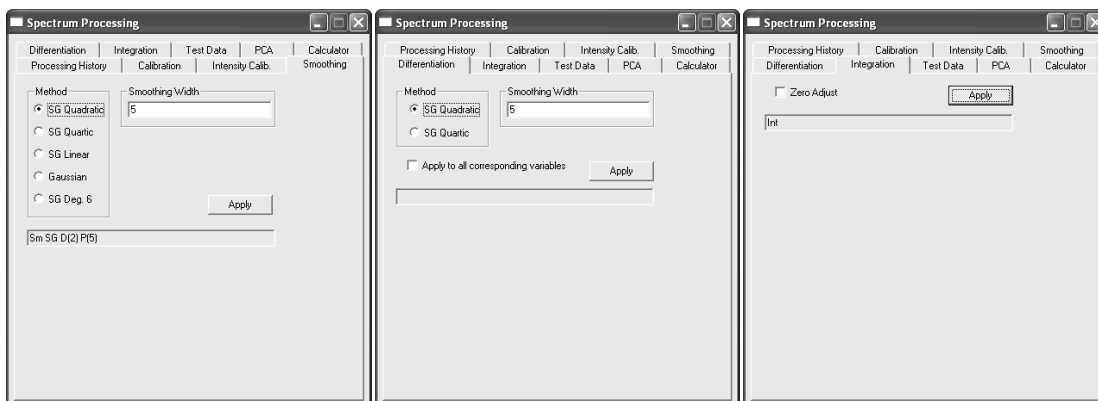 Spectrum Processing
Differentiation Integration Test Data PCA Calculator
Processing History Calibration Intensity Calib. Smoothing
Method
SG Quadratic
SG Quartic
SG Linear
Gaussian
SG Deg. 6
Smoothing Width
5
Apply
Sm SG D(2) P(5)
Spectrum Processing
Processing History Calibration Intensity Calib. Smoothing
Differentiation Integration Test Data PCA Calculator
Method
SG Quadratic
SG Quartic
Smoothing Width
5
Apply to all corresponding variables
Apply
Spectrum Processing
Processing History Calibration Intensity Calib. Smoothing
Differentiation Integration Test Data PCA Calculator
Zero Adjust
Apply
Int